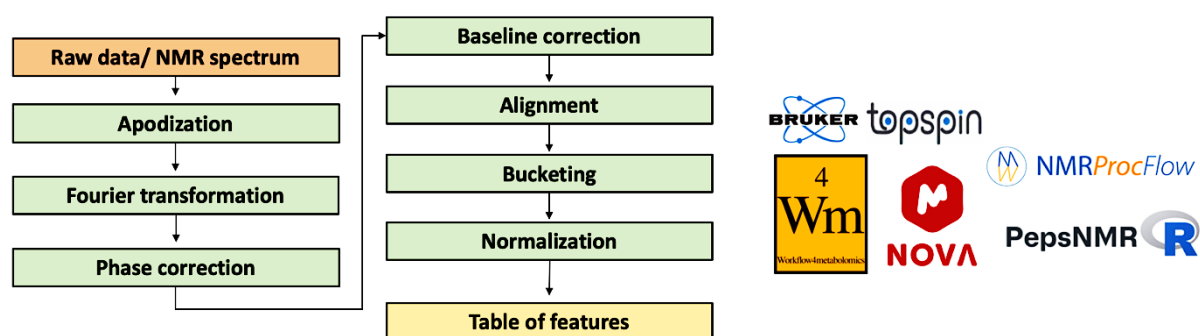 Raw data/ NMR spectrum
Apodization
Fourier transformation
Phase correction
Baseline correction
Alignment
Bucketing
Normalization
Table of features
BRUKER topspin
4
Wm
Workflow4metabolomics
NOVA
NMRProcFlow
PepsNMR R